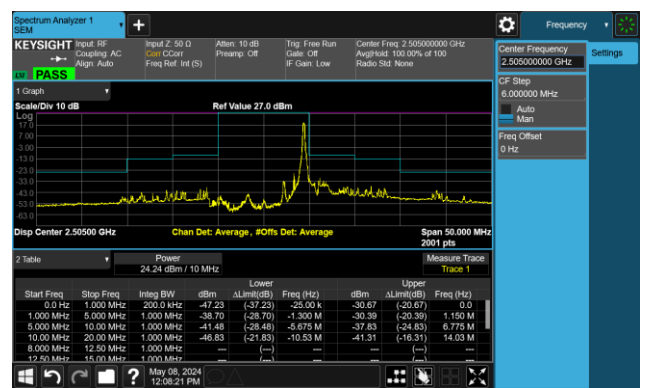 Spectrum Analyzer 1
SEM
Frequency
KEYSIGHT
Input: RF
Coupling: AC
Align: Auto
Input Z: 50 Ω
Corr CCorr
Freq Ref: Int (S)
Atten: 10 dB
Preamp: Off
Trig: Free Run
Gate: Off
IF Gain: Low
Center Freq: 2.505000000 GHz
Avg|Hold: 100.00% of 100
Radio Std: None
LW PASS
Center Frequency
2.505000000 GHz
Settings
CF Step
6.000000 MHz
Auto
Man
Freq Offset
0 Hz
1 Graph
Scale/Div 10 dB
Ref Value 27.0 dBm
Log
17.0
7.00
-3.00
-13.0
-23.0
-33.0
-43.0
-53.0
-63.0
Disp Center 2.50500 GHz
Chan Det: Average, #Offs Det: Average
Span 50.000 MHz
2001 pts
2 Table
Power
24.24 dBm / 10 MHz
Measure Trace
Trace 1
Lower Upper
Start Freq Stop Freq Integ BW dBm ΔLimit(dB) Freq (Hz) dBm ΔLimit(dB) Freq (Hz)
0.0 Hz 1.000 MHz 200.0 kHz -47.23 (-37.23) -25.00 k -30.67 (-20.67) 0.0
1.000 MHz 5.000 MHz 1.000 MHz -38.70 (-28.70) -1.300 M -30.39 (-20.39) 1.150 M
5.000 MHz 10.00 MHz 1.000 MHz -41.48 (-28.48) -5.675 M -37.83 (-24.83) 6.775 M
10.00 MHz 20.00 MHz 1.000 MHz -46.83 (-21.83) -10.53 M -41.31 (-16.31) 14.03 M
8.000 MHz 12.50 MHz 1.000 MHz --- (---) --- --- (---) ---
12.50 MHz 15.00 MHz 1.000 MHz --- (---) --- --- (---) ---
?
May 08, 2024
12:08:21 PM